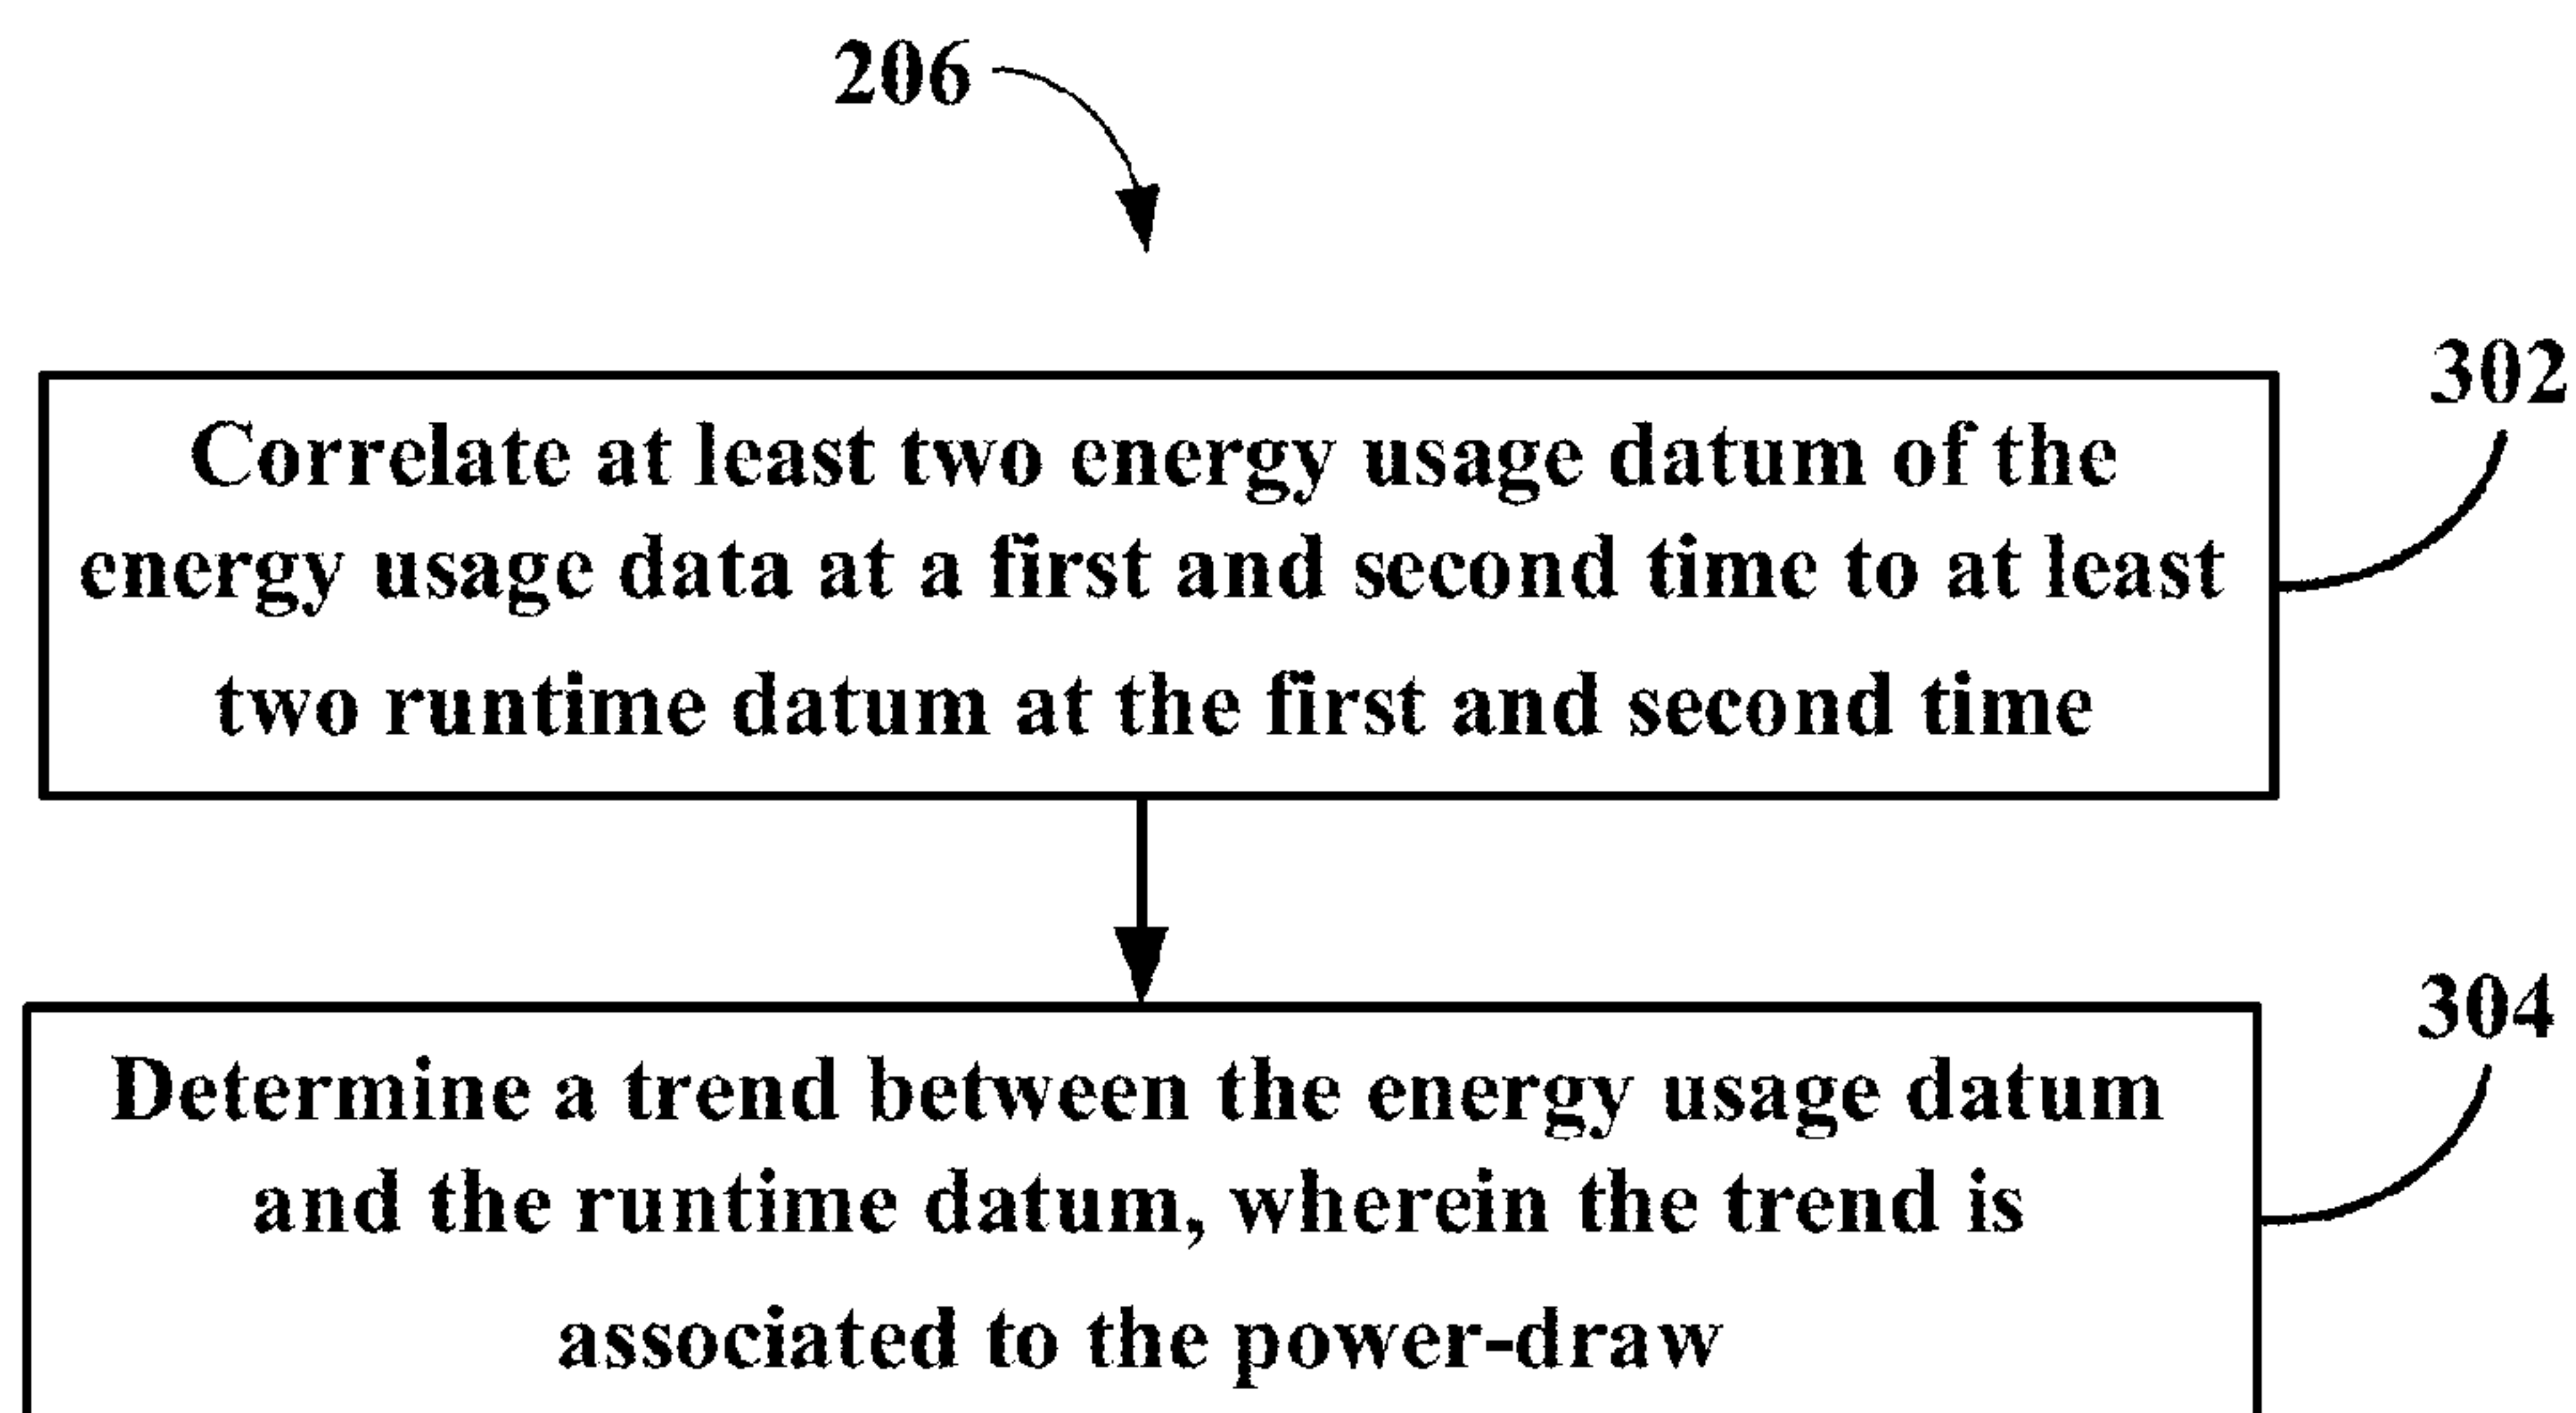 206
302
Correlate at least two energy usage datum of the
energy usage data at a first and second time to at least
two runtime datum at the first and second time
304
Determine a trend between the energy usage datum
and the runtime datum, wherein the trend is
associated to the power-draw